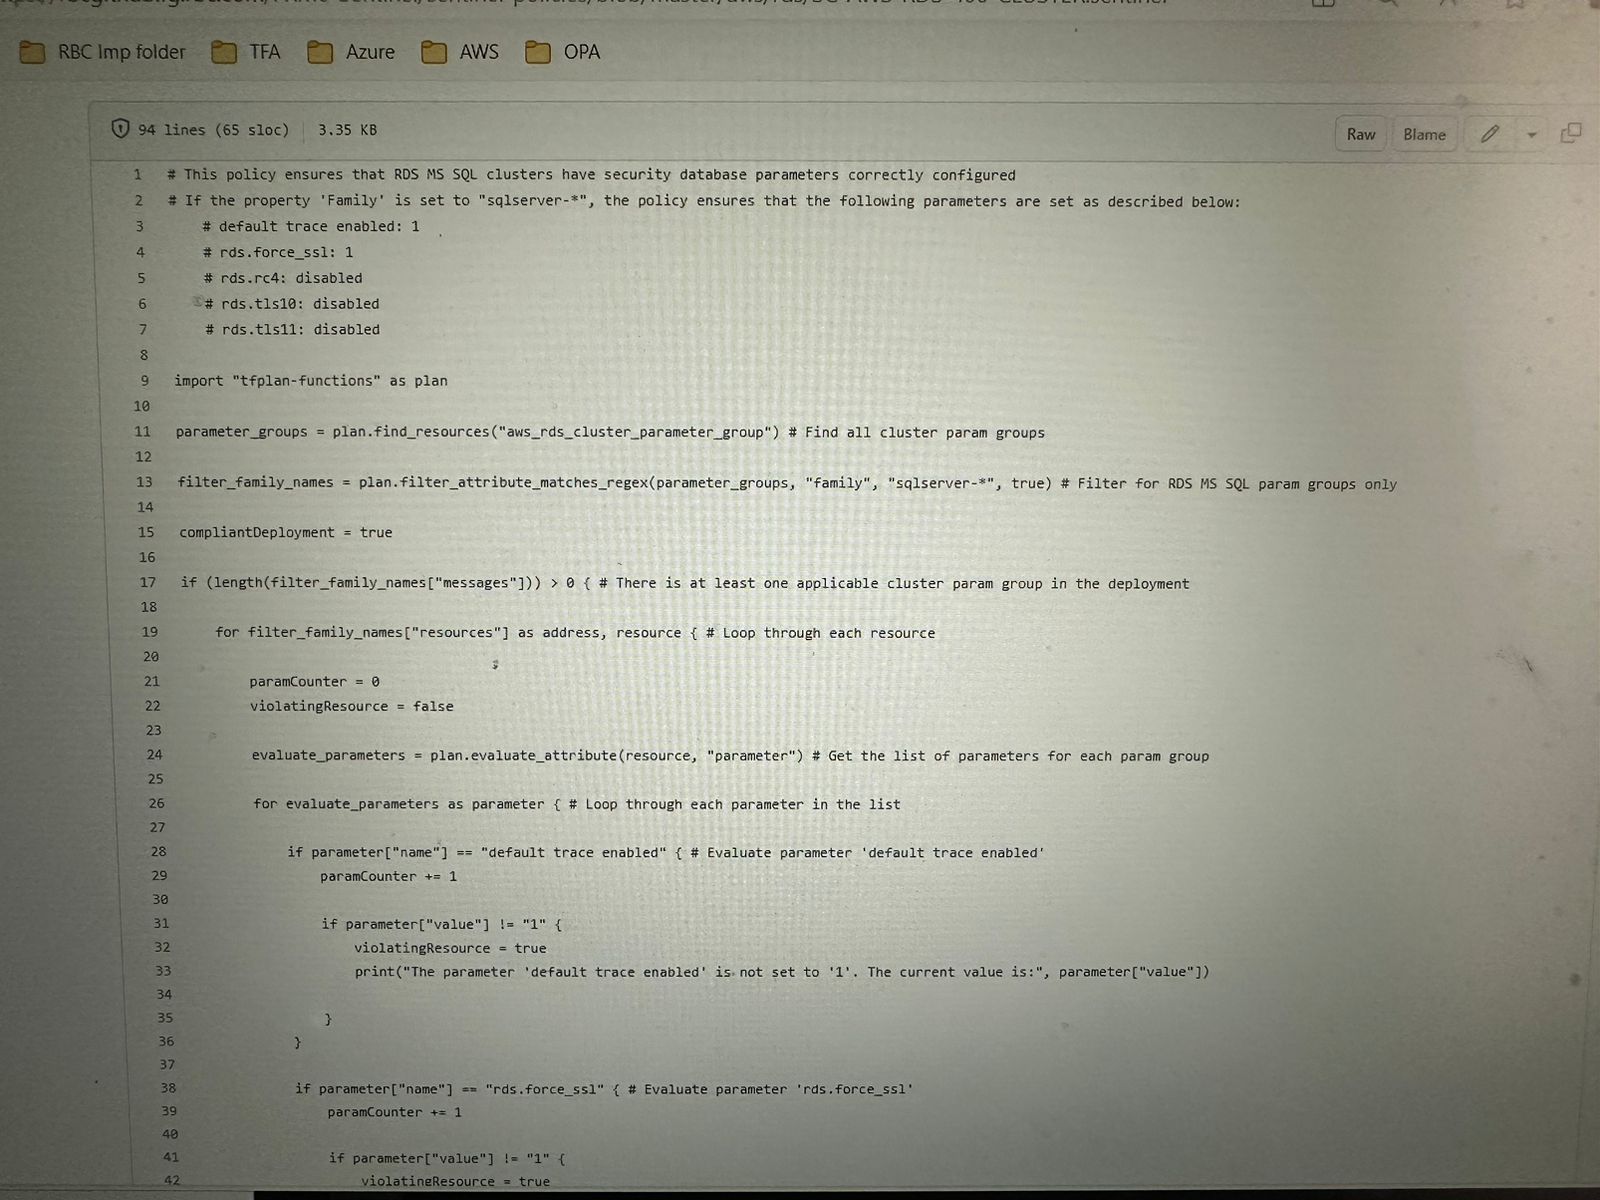 RBC Imp folder TFA Azure AWS OPA
94 lines (65 sloc) 3.35 KB Raw Blame
1 # This policy ensures that RDS MS SQL clusters have security database parameters correctly configured
2 # If the property 'Family' is set to "sqlserver-*", the policy ensures that the following parameters are set as described below:
3 # default trace enabled: 1
4 # rds.force_ssl: 1
5 # rds.rc4: disabled
6 # rds.tls10: disabled
7 # rds.tls11: disabled
8
9 import "tfplan-functions" as plan
10
11 parameter_groups = plan.find_resources("aws_rds_cluster_parameter_group") # Find all cluster param groups
12
13 filter_family_names = plan.filter_attribute_matches_regex(parameter_groups, "family", "sqlserver-*", true) # Filter for RDS MS SQL param groups only
14
15 compliantDeployment = true
16
17 if (length(filter_family_names["messages"])) > 0 { # There is at least one applicable cluster param group in the deployment
18
19 for filter_family_names["resources"] as address, resource { # Loop through each resource
20
21 paramCounter = 0
22 violatingResource = false
23
24 evaluate_parameters = plan.evaluate_attribute(resource, "parameter") # Get the list of parameters for each param group
25
26 for evaluate_parameters as parameter { # Loop through each parameter in the list
27
28 if parameter["name"] == "default trace enabled" { # Evaluate parameter 'default trace enabled'
29 paramCounter += 1
30
31 if parameter["value"] != "1" {
32 violatingResource = true
33 print("The parameter 'default trace enabled' is not set to '1'. The current value is:", parameter["value"])
34
35 }
36 }
37
38 if parameter["name"] == "rds.force_ssl" { # Evaluate parameter 'rds.force_ssl'
39 paramCounter += 1
40
41 if parameter["value"] != "1" {
42 violatingResource = true